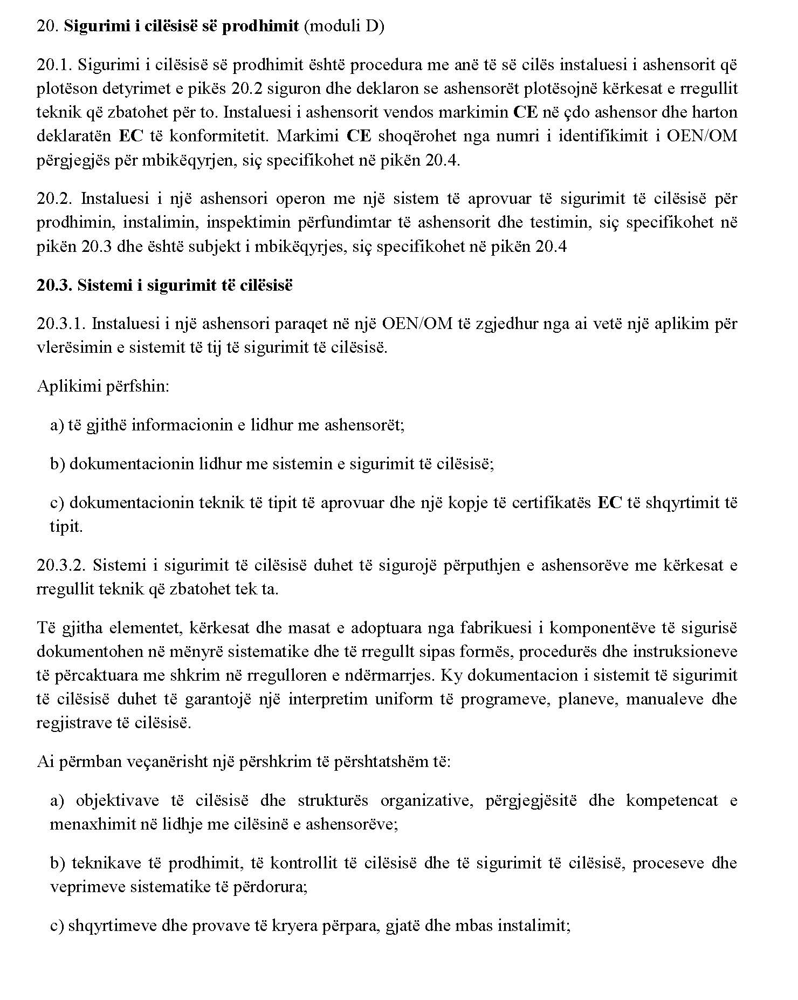 20. Sigurimi i cilësisë së prodhimit (moduli D)
20.1. Sigurimi i cilësisë së prodhimit është procedura me anë të së cilës instaluesi i ashensorit që
plotëson detyrimet e pikës 20.2 siguron dhe deklaron se ashensorët plotësojnë kërkesat e rregullit
teknik që zbatohet për to. Instaluesi i ashensorit vendos markimin CE në çdo ashensor dhe harton
deklaratën EC të konformitetit. Markimi CE shoqërohet nga numri i identifikimit i OEN/OM
përgjegjës për mbikëqyrjen, siç specifikohet në pikën 20.4.
20.2. Instaluesi i një ashensori operon me një sistem të aprovuar të sigurimit të cilësisë për
prodhimin, instalimin, inspektimin përfundimtar të ashensorit dhe testimin, siç specifikohet në
pikën 20.3 dhe është subjekt i mbikëqyrjes, siç specifikohet në pikën 20.4
20.3. Sistemi i sigurimit të cilësisë
20.3.1. Instaluesi i një ashensori paraqet në një OEN/OM të zgjedhur nga ai vetë një aplikim për
vlerësimin e sistemit të tij të sigurimit të cilësisë.
Aplikimi përfshin:
a) të gjithë informacionin e lidhur me ashensorët;
b) dokumentacionin lidhur me sistemin e sigurimit të cilësisë;
c) dokumentacionin teknik të tipit të aprovuar dhe një kopje të certifikatës EC të shqyrtimit të
tipit.
20.3.2. Sistemi i sigurimit të cilësisë duhet të sigurojë përputhjen e ashensorëve me kërkesat e
rregullit teknik që zbatohet tek ta.
Të gjitha elementet, kërkesat dhe masat e adoptuara nga fabrikuesi i komponentëve të sigurisë
dokumentohen në mënyrë sistematike dhe të rregullt sipas formës, procedurës dhe instruksioneve
të përcaktuara me shkrim në rregulloren e ndërmarrjes. Ky dokumentacion i sistemit të sigurimit
të cilësisë duhet të garantojë një interpretim uniform të programeve, planeve, manualeve dhe
regjistrave të cilësisë.
Ai përmban veçanërisht një përshkrim të përshtatshëm të:
a) objektivave të cilësisë dhe strukturës organizative, përgjegjësitë dhe kompetencat e
menaxhimit në lidhje me cilësinë e ashensorëve;
b) teknikave të prodhimit, të kontrollit të cilësisë dhe të sigurimit të cilësisë, proceseve dhe
veprimeve sistematike të përdorura;
c) shqyrtimeve dhe provave të kryera përpara, gjatë dhe mbas instalimit;